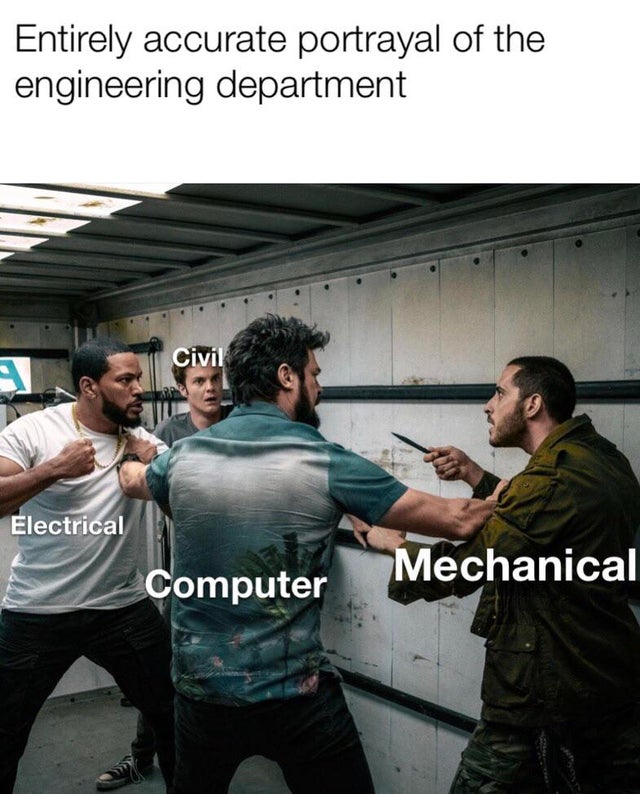 Entirely accurate portrayal of the
engineering department
Civil
Electrical
Computer
Mechanical